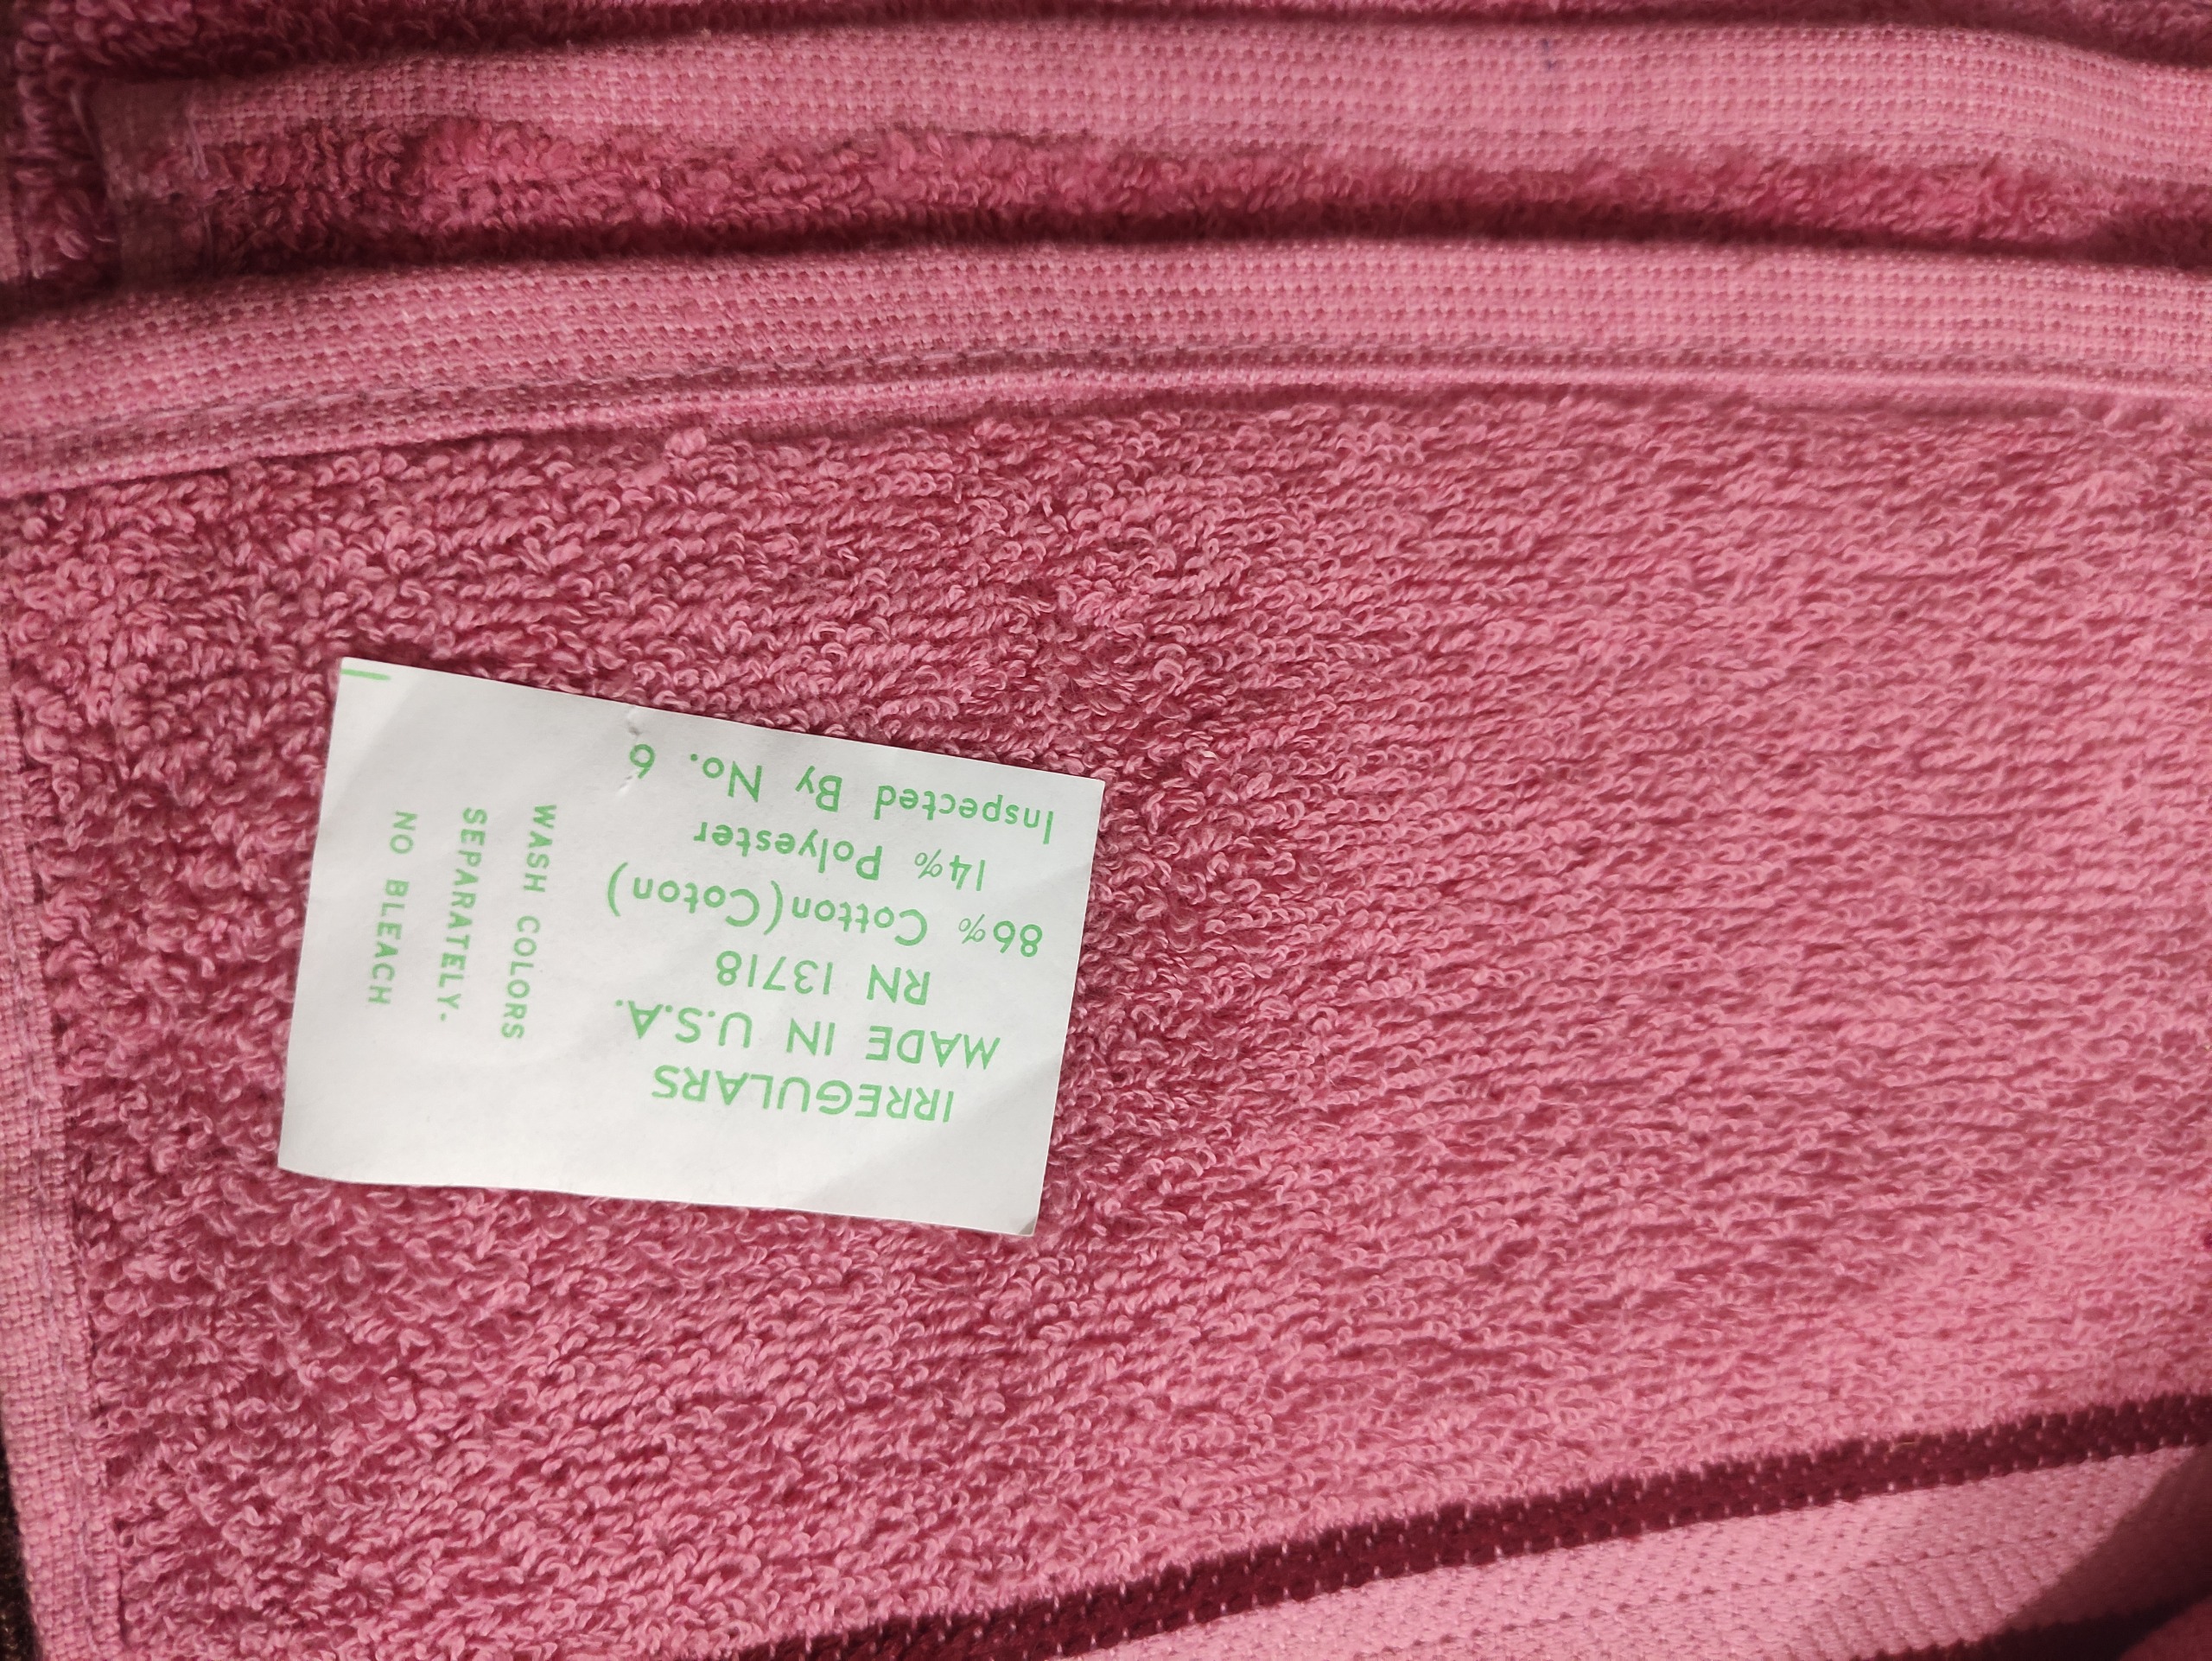 IRREGULARS
MADE IN U.S.A.
RN 13718
86% Cotton(Coton)
14% Polyester
Inspected By No. 6
WASH COLORS
SEPARATELY.
NO BLEACH